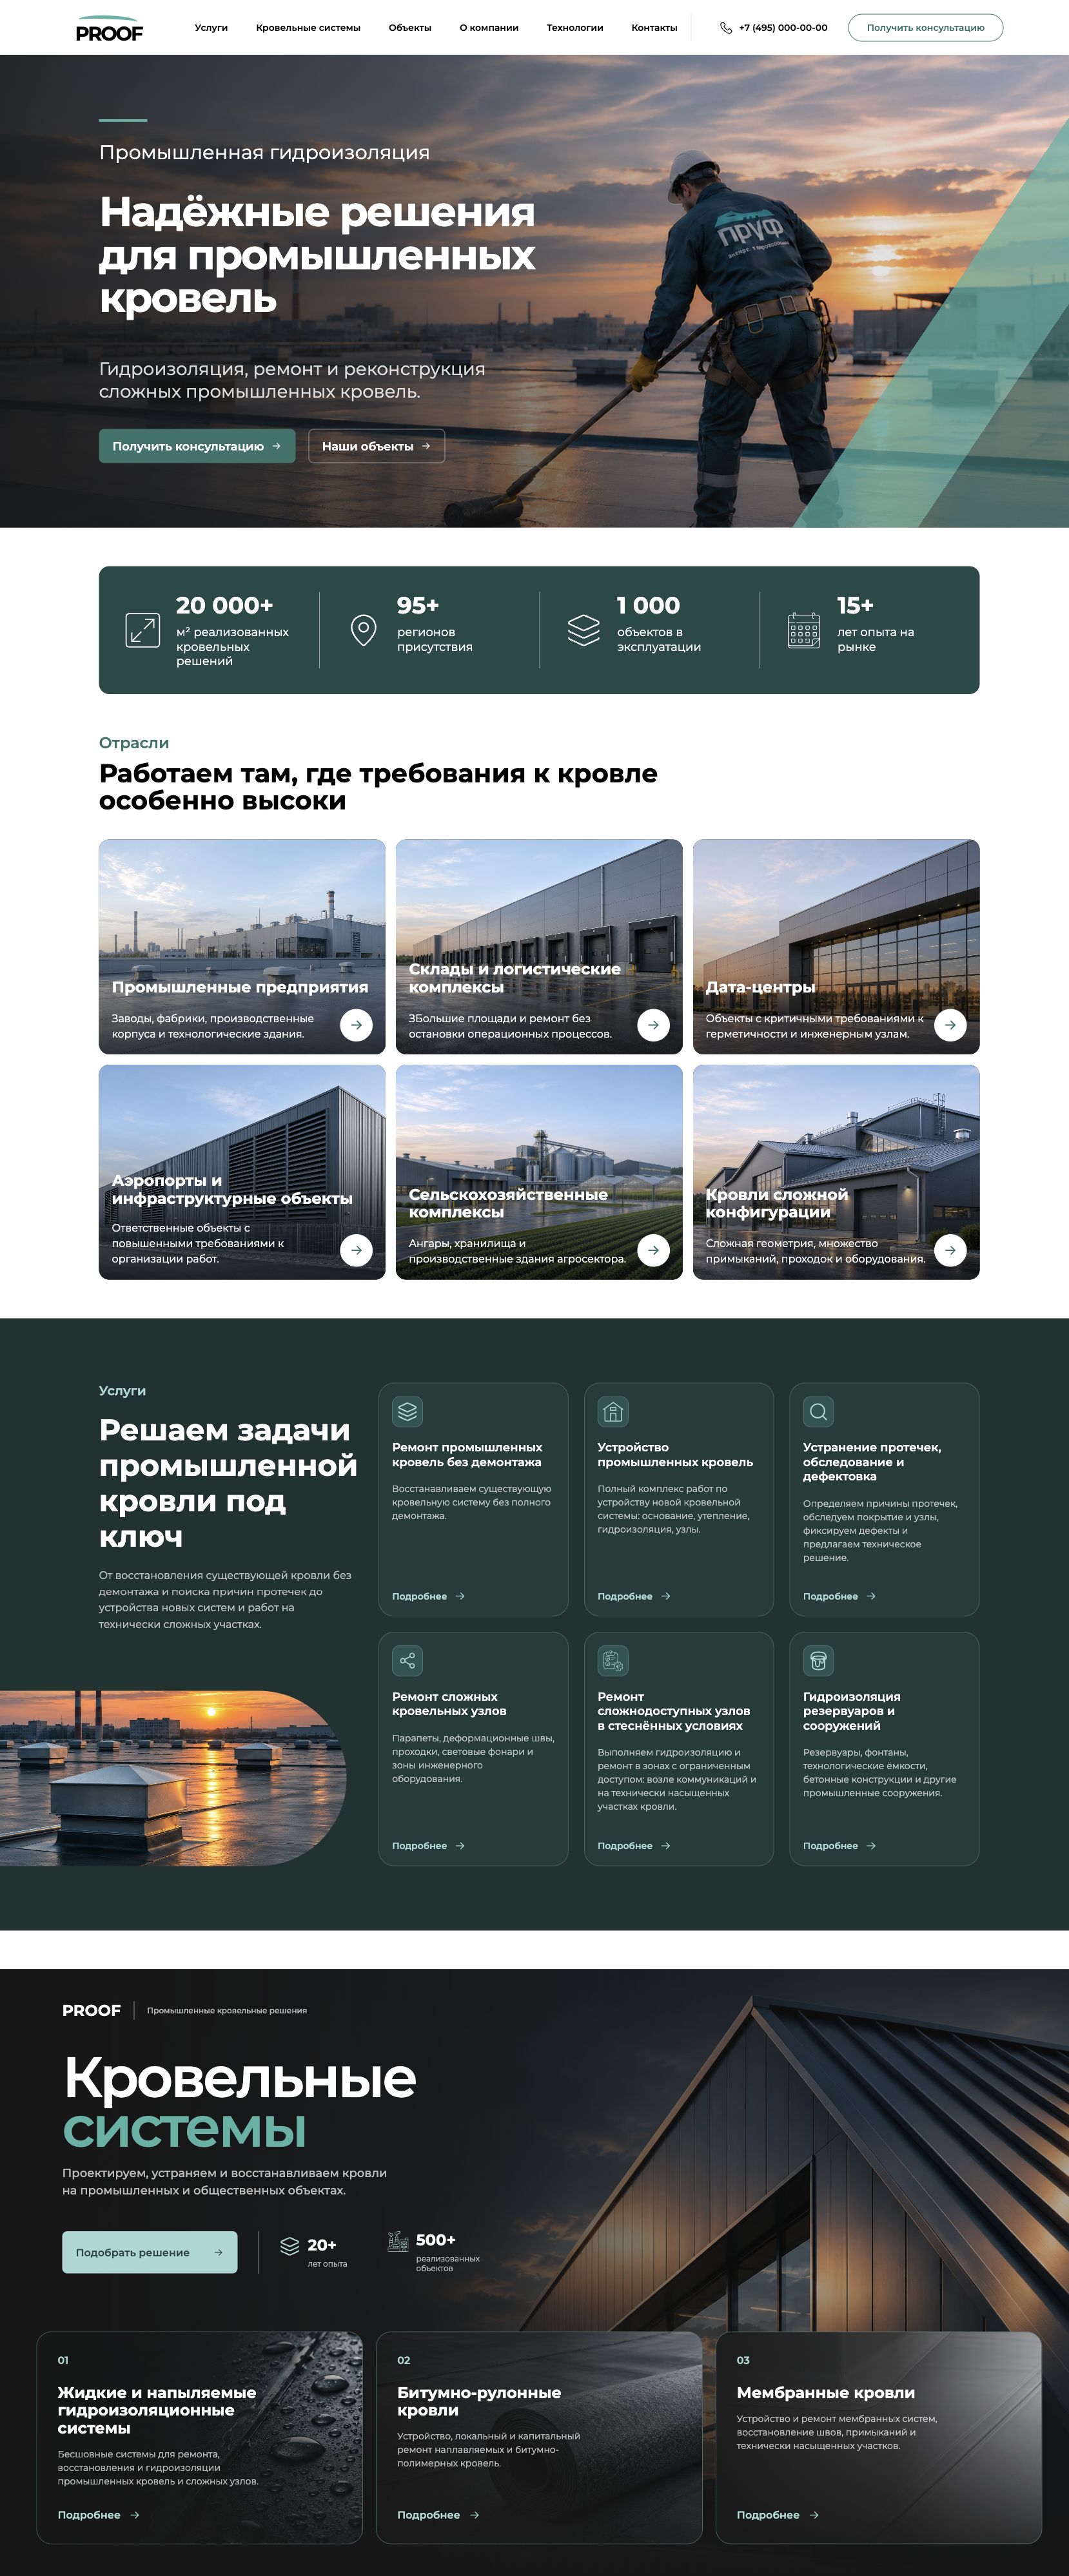 PROOF
Услуги
Кровельные системы
Объекты
О компании
Технологии
Контакты
+7 (495) 000-00-00
Получить консультацию
Промышленная гидроизоляция
Надёжные решения
для промышленных
кровель
ПРУФ
Гидроизоляция, ремонт и реконструкция
сложных промышленных кровель.
Получить консультацию
Наши объекты
20 000+
м² реализованных
кровельных
решений
95+
регионов
присутствия
1 000
объектов в
эксплуатации
15+
лет опыта на
рынке
Отрасли
Работаем там, где требования к кровле
особенно высоки
Промышленные предприятия
Заводы, фабрики, производственные
корпуса и технологические здания.
Склады и логистические
комплексы
ЗБольшие площади и ремонт без
остановки операционных процессов.
Дата-центры
Объекты с критичными требованиями к
герметичности и инженерным узлам.
Аэропорты и
инфраструктурные объекты
Ответственные объекты с
повышенными требованиями к
организации работ.
Сельскохозяйственные
комплексы
Ангары, хранилища и
производственные здания агросектора.
Кровли сложной
конфигурации
Сложная геометрия, множество
примыканий, проходок и оборудования.
Услуги
Решаем задачи
промышленной
кровли под
ключ
От восстановления существующей кровли без
демонтажа и поиска причин протечек до
устройства новых систем и работ на
технически сложных участках.
Ремонт промышленных
кровель без демонтажа
Восстанавливаем существующую
кровельную систему без полного
демонтажа.
Подробнее
Устройство
промышленных кровель
Полный комплекс работ по
устройству новой кровельной
системы: основание, утепление,
гидроизоляция, узлы.
Подробнее
Устранение протечек,
обследование и
дефектовка
Определяем причины протечек,
обследуем покрытие и узлы,
фиксируем дефекты и
предлагаем техническое
решение.
Подробнее
Ремонт сложных
кровельных узлов
Парапеты, деформационные швы,
проходки, световые фонари и
зоны инженерного
оборудования.
Подробнее
Ремонт
сложнодоступных узлов
в стеснённых условиях
Выполняем гидроизоляцию и
ремонт в зонах с ограниченным
доступом: возле коммуникаций и
на технически насыщенных
участках кровли.
Подробнее
Гидроизоляция
резервуаров и
сооружений
Резервуары, фонтаны,
технологические ёмкости,
бетонные конструкции и другие
промышленные сооружения.
Подробнее
PROOF
Промышленные кровельные решения
Кровельные
системы
Проектируем, устраняем и восстанавливаем кровли
на промышленных и общественных объектах.
Подобрать решение
20+
лет опыта
500+
реализованных
объектов
01
Жидкие и напыляемые
гидроизоляционные
системы
Бесшовные системы для ремонта,
восстановления и гидроизоляции
промышленных кровель и сложных узлов.
Подробнее
02
Битумно-рулонные
кровли
Устройство, локальный и капитальный
ремонт наплавляемых и битумно-
полимерных кровель.
Подробнее
03
Мембранные кровли
Устройство и ремонт мембранных систем,
восстановление швов, примыканий и
технически насыщенных участков.
Подробнее